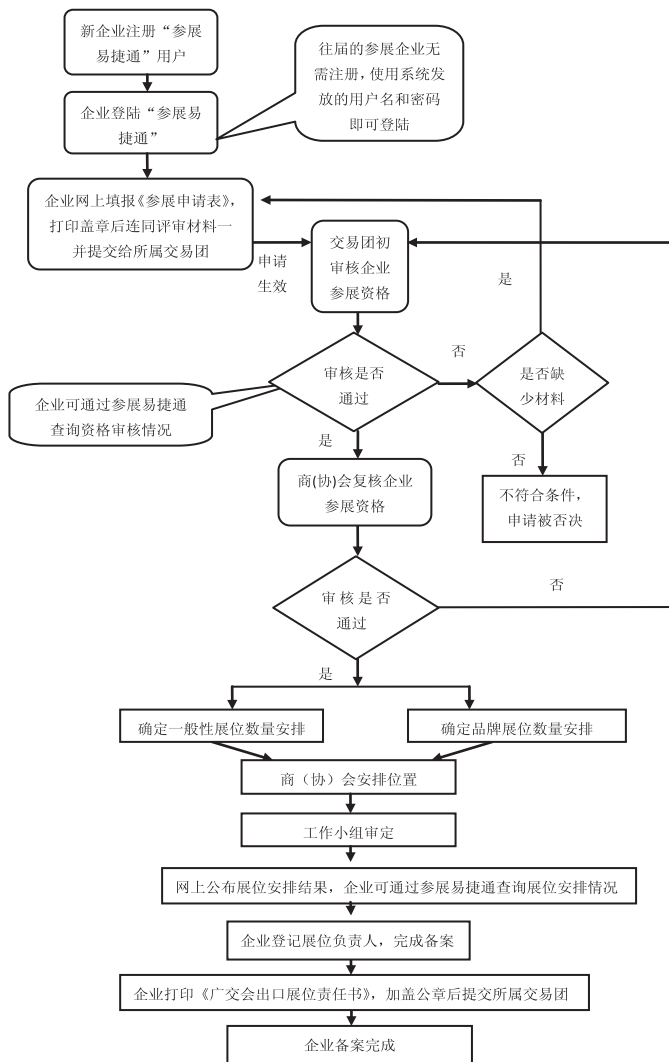 新企业注册“参展
易捷通”用户
往届的参展企业无
需注册，使用系统发
放的用户名和密码
即可登陆
企业登陆“参展易
捷通”
企业网上填报《参展申请表》，
打印盖章后连同评审材料一
并提交给所属交易团
申请
生效
交易团初
审核企业
参展资格
是
审核是否
通过
否
是否缺
少材料
企业可通过参展易捷通
查询资格审核情况
是
否
商(协)会复核企业
参展资格
不符合条件，
申请被否决
审核是否
通过
否
是
确定一般性展位数量安排
确定品牌展位数量安排
商（协）会安排位置
工作小组审定
网上公布展位安排结果，企业可通过参展易捷通查询展位安排情况
企业登记展位负责人，完成备案
企业打印《广交会出口展位责任书》，加盖公章后提交所属交易团
企业备案完成